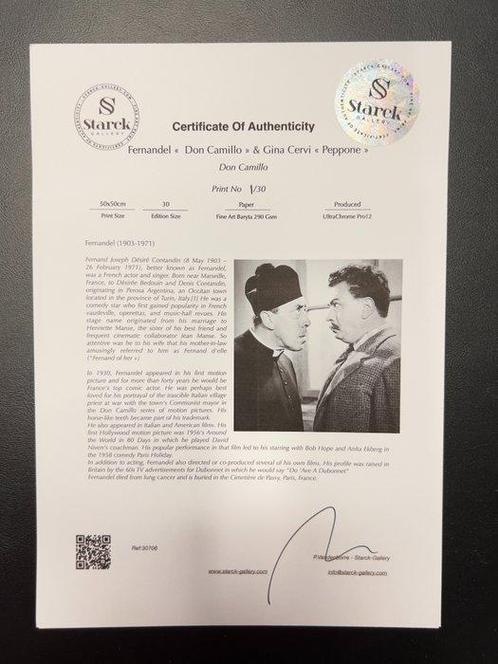 Starck
GALLERY
Starck
GALLERY
Certificate Of Authenticity
Fernandel « Don Camillo » & Gina Cervi « Peppone »
Don Camillo
Print No 1/30
50x50cm 30 Paper Produced
Print Size Edition Size Fine Art Baryta 290 Gsm UltraChrome Pro12
Fernandel (1903-1971)
Fernand Joseph Désiré Contandin (8 May 1903 –
26 February 1971), better known as Fernandel,
was a French actor and singer. Born near Marseille,
France, to Désirée Bedouin and Denis Contandin,
originating in Perosa Argentina, an Occitan town
located in the province of Turin, Italy.[1] He was a
comedy star who first gained popularity in French
vaudeville, operettas, and music-hall revues. His
stage name originated from his marriage to
Henriette Manse, the sister of his best friend and
frequent cinematic collaborator Jean Manse. So
attentive was he to his wife that his mother-in-law
amusingly referred to him as Fernand d'elle
("Fernand of her»)
In 1930, Fernandel appeared in his first motion
picture and for more than forty years he would be
France's top comic actor. He was perhaps best
loved for his portrayal of the irascible Italian village
priest at war with the town's Communist mayor in
the Don Camillo series of motion pictures. His
horse-like teeth became part of his trademark.
He also appeared in Italian and American films. His
first Hollywood motion picture was 1956's Around
the World in 80 Days in which he played David
Niven's coachman. His popular performance in that film led to his starring with Bob Hope and Anita Ekberg in
the 1958 comedy Paris Holiday.
In addition to acting, Fernandel also directed or co-produced several of his own films. His profile was raised in
Britain by the 60s TV advertisements for Dubonnet in which he would say "Do 'Ave A Dubonnet"
Fernandel died from lung cancer and is buried in the Cimetière de Passy, Paris, France.
Ref:30706
P.Vandenborre - Starck-Gallery
www.starck-gallery.com info@starck-gallery.com